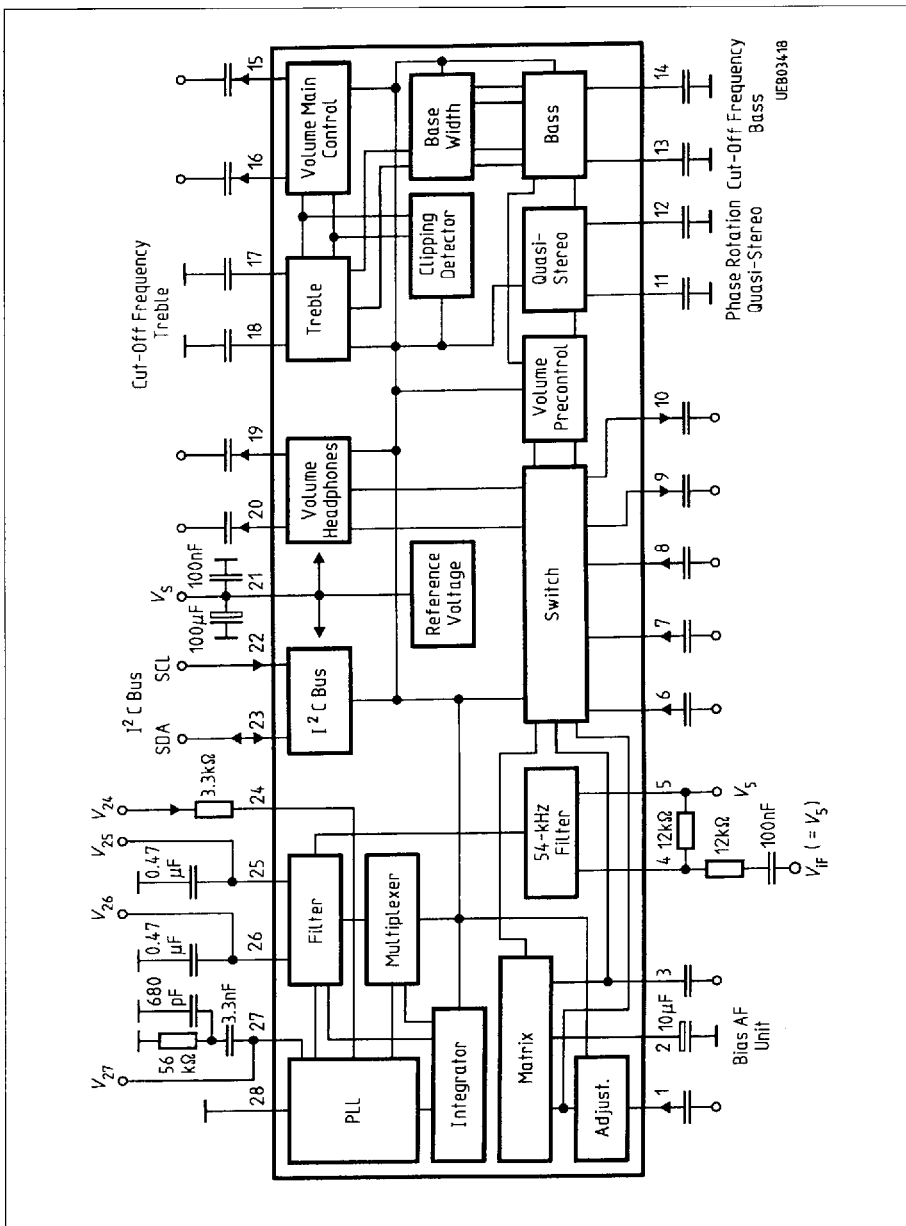 Cut-Off Frequency
Treble
I²C Bus
SDA
SCL
V₂₇
V₂₆
V₂₅
V₂₄
Vₛ
56
kΩ
680
pF
3.3nF
0.47
µF
0.47
µF
3.3kΩ
100µF
100nF
28
27
26
25
24
23
22
21
20
19
18
17
16
15
PLL
Filter
Multiplexer
Integrator
I²C Bus
Volume
Headphones
Treble
Volume Main
Control
Clipping
Detector
Base
Width
Reference
Voltage
Matrix
Adjust.
54-kHz
Filter
Switch
Volume
Precontrol
Quasi-
Stereo
Bass
1
2
3
4
5
6
7
8
9
10
11
12
13
14
10µF
Bias AF
Unit
12kΩ
12kΩ
100nF
V₅
V_IF (= V₅)
Phase Rotation
Quasi-Stereo
Cut-Off Frequency
Bass
UEB03418